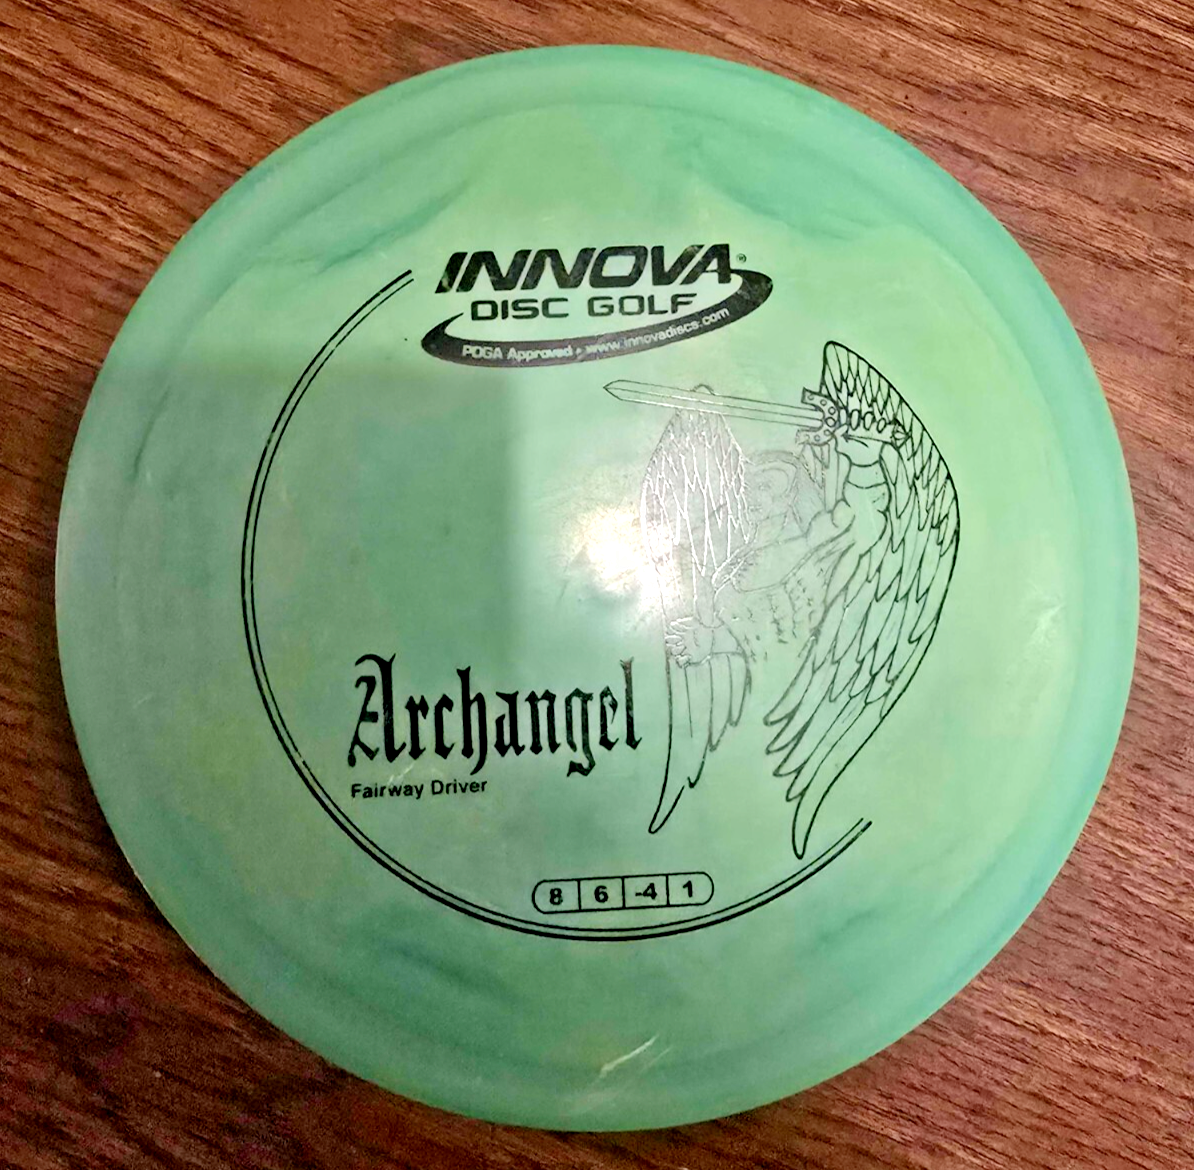 INNOVA®
DISC GOLF
PDGA Approved • www.innovadiscs.com
Archangel
Fairway Driver
8 6 -4 1